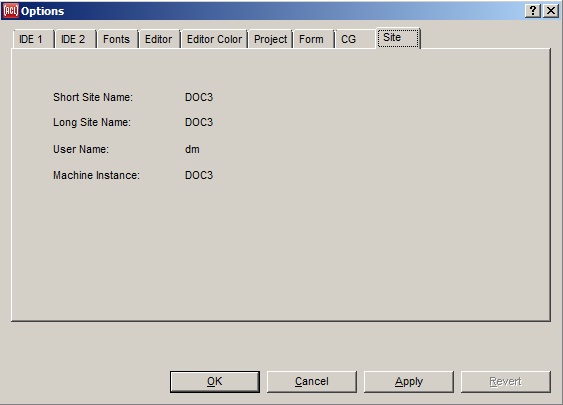 ACL Options
IDE 1 IDE 2 Fonts Editor Editor Color Project Form CG Site
Short Site Name: DOC3
Long Site Name: DOC3
User Name: dm
Machine Instance: DOC3
OK Cancel Apply Revert